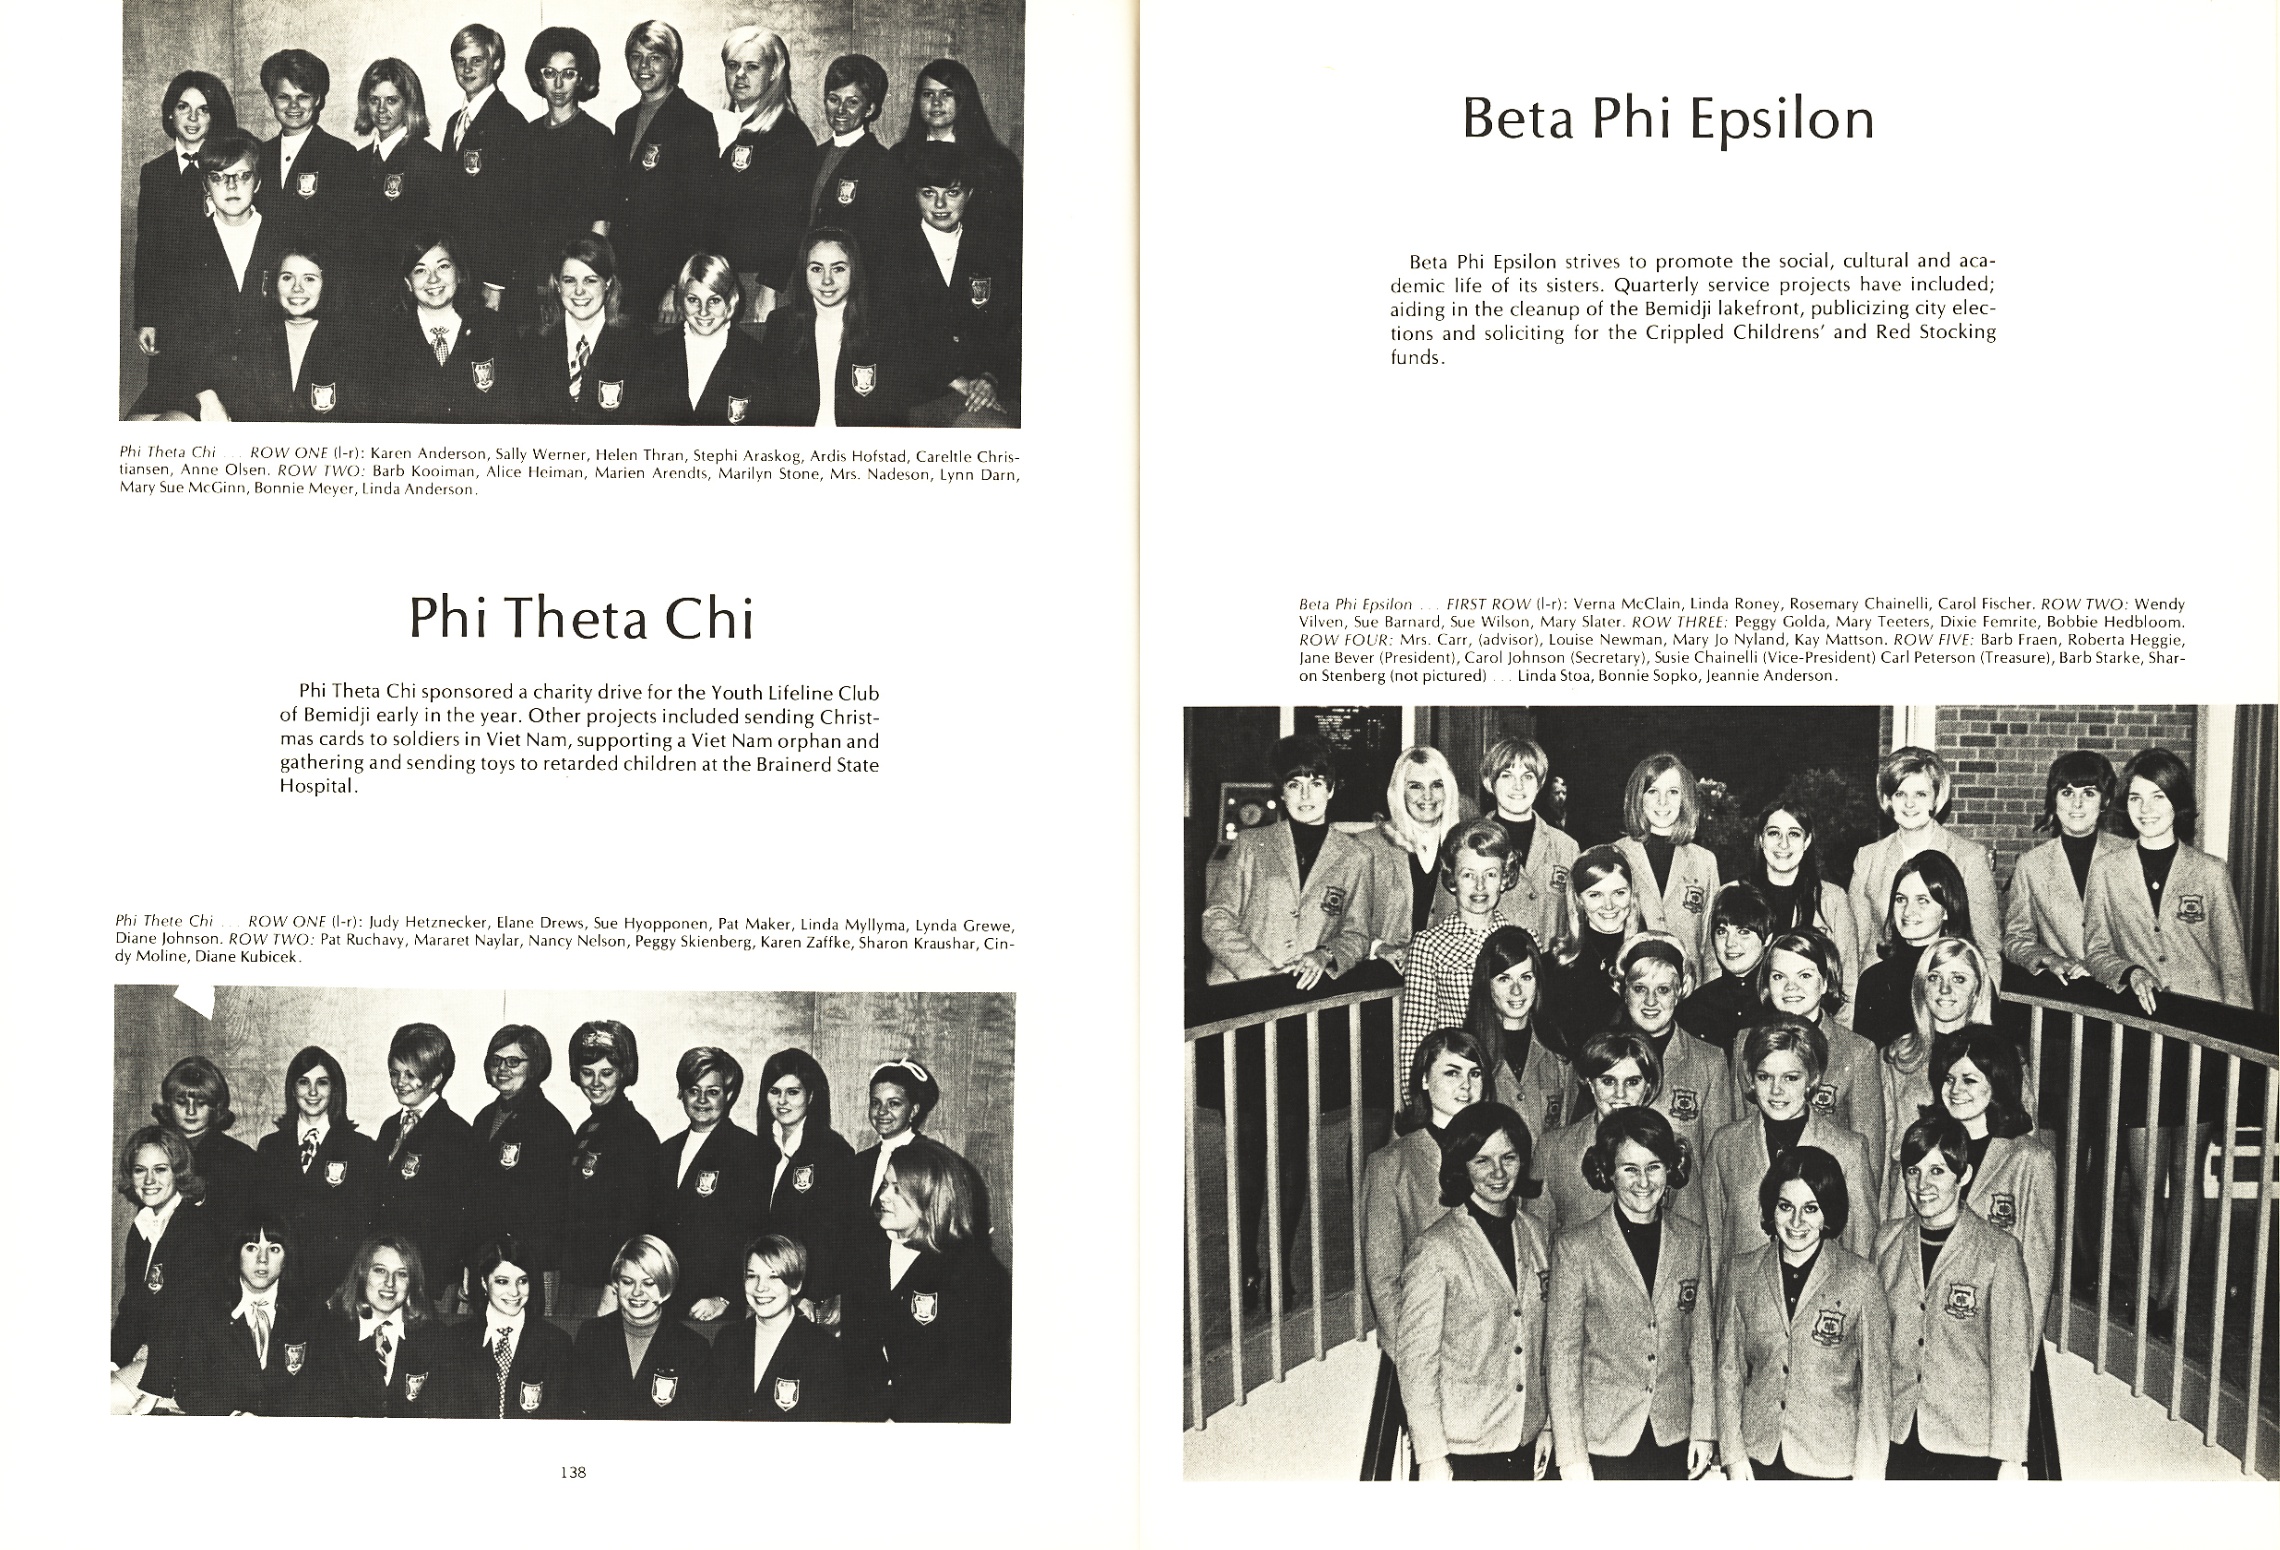 Phi Theta Chi ... ROW ONE (l-r): Karen Anderson, Sally Werner, Helen Thran, Stephi Araskog, Ardis Hofstad, Careltle Chris-
tiansen, Anne Olsen. ROW TWO: Barb Kooiman, Alice Heiman, Marien Arendts, Marilyn Stone, Mrs. Nadeson, Lynn Darn,
Mary Sue McGinn, Bonnie Meyer, Linda Anderson.
Phi Theta Chi
Phi Theta Chi sponsored a charity drive for the Youth Lifeline Club
of Bemidji early in the year. Other projects included sending Christ-
mas cards to soldiers in Viet Nam, supporting a Viet Nam orphan and
gathering and sending toys to retarded children at the Brainerd State
Hospital.
Phi Thete Chi ... ROW ONE (l-r): Judy Hetznecker, Elane Drews, Sue Hyopponen, Pat Maker, Linda Myllyma, Lynda Grewe,
Diane Johnson. ROW TWO: Pat Ruchavy, Mararet Naylar, Nancy Nelson, Peggy Skienberg, Karen Zaffke, Sharon Kraushar, Cin-
dy Moline, Diane Kubicek.
138
Beta Phi Epsilon
Beta Phi Epsilon strives to promote the social, cultural and aca-
demic life of its sisters. Quarterly service projects have included;
aiding in the cleanup of the Bemidji lakefront, publicizing city elec-
tions and soliciting for the Crippled Childrens' and Red Stocking
funds.
Beta Phi Epsilon ... FIRST ROW (l-r): Verna McClain, Linda Roney, Rosemary Chainelli, Carol Fischer. ROW TWO: Wendy
Vilven, Sue Barnard, Sue Wilson, Mary Slater. ROW THREE: Peggy Golda, Mary Teeters, Dixie Femrite, Bobbie Hedbloom.
ROW FOUR: Mrs. Carr, (advisor), Louise Newman, Mary Jo Nyland, Kay Mattson. ROW FIVE: Barb Fraen, Roberta Heggie,
Jane Bever (President), Carol Johnson (Secretary), Susie Chainelli (Vice-President) Carl Peterson (Treasure), Barb Starke, Shar-
on Stenberg (not pictured) ... Linda Stoa, Bonnie Sopko, Jeannie Anderson.